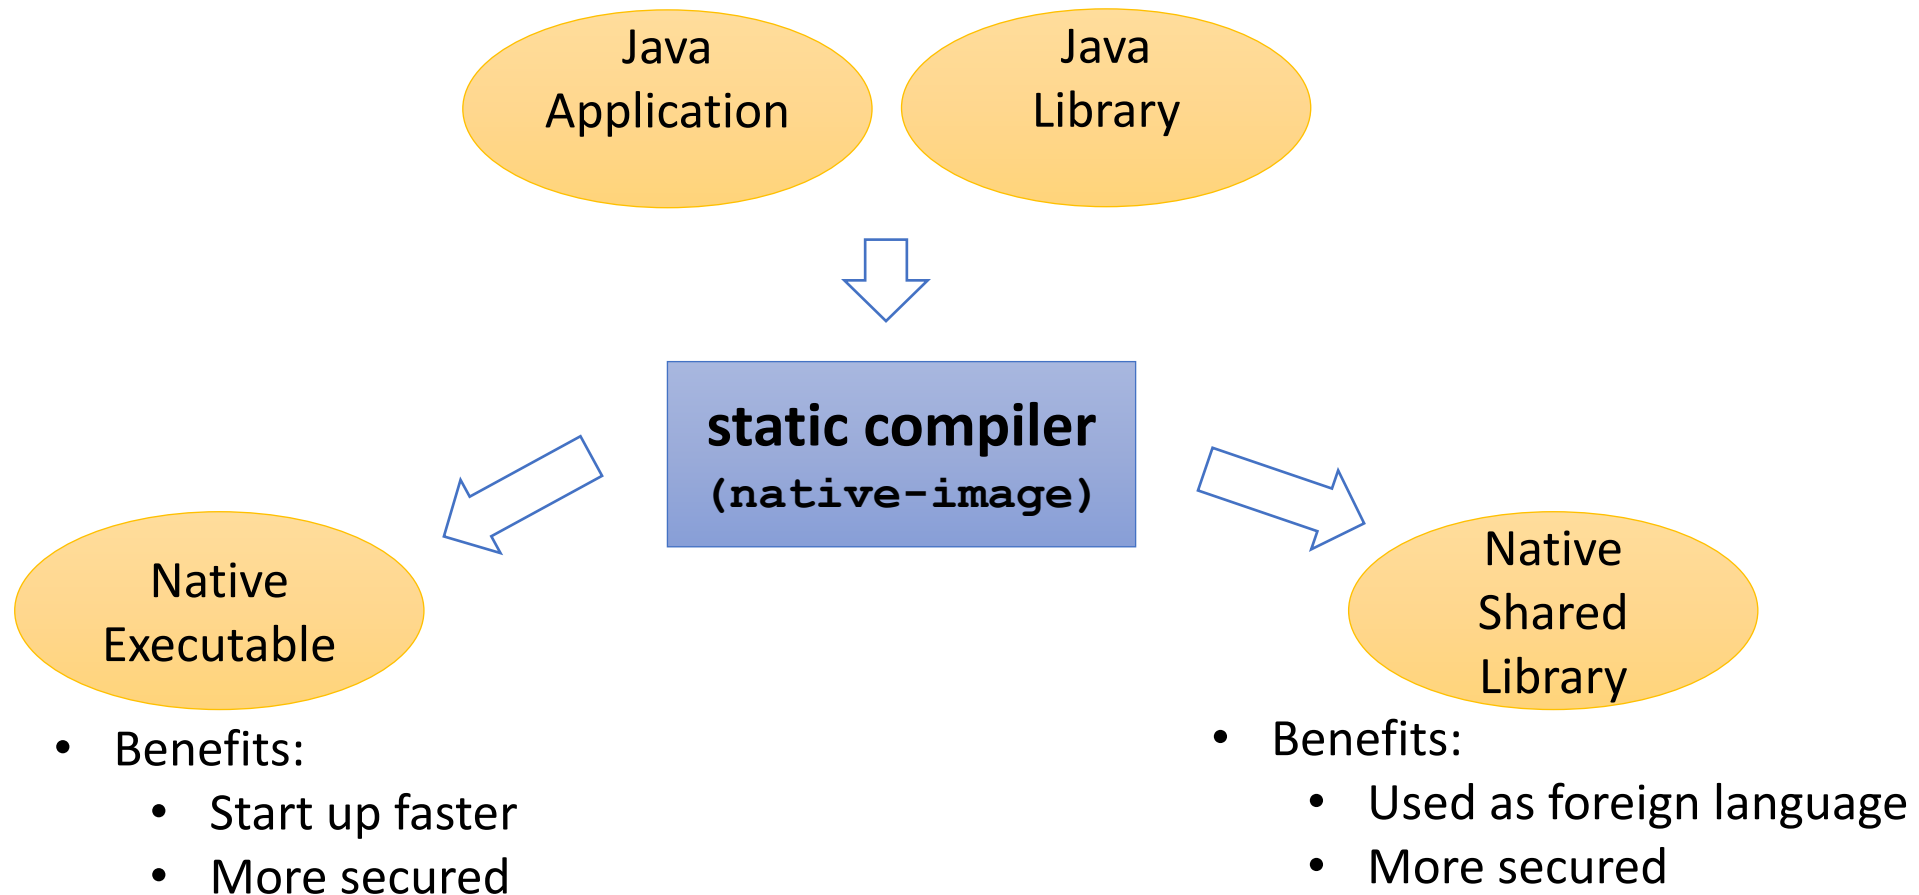 Java
Application
Java
Library
static compiler
(native-image)
Native
Executable
Native
Shared
Library
• Benefits:
• Start up faster
• More secured
• Benefits:
• Used as foreign language
• More secured